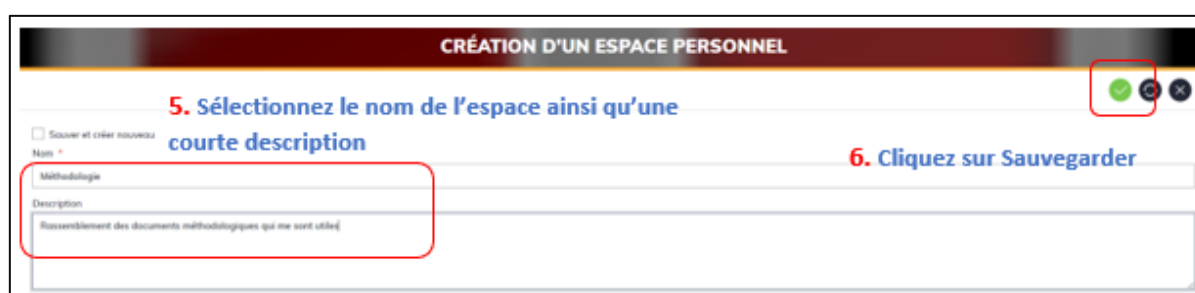 CRÉATION D'UN ESPACE PERSONNEL
5. Sélectionnez le nom de l'espace ainsi qu'une
courte description
Sauver et créer nouveau
Nom *
6. Cliquez sur Sauvegarder
Méthodologie
Description
Rassemblement des documents méthodologiques qui me sont utiles